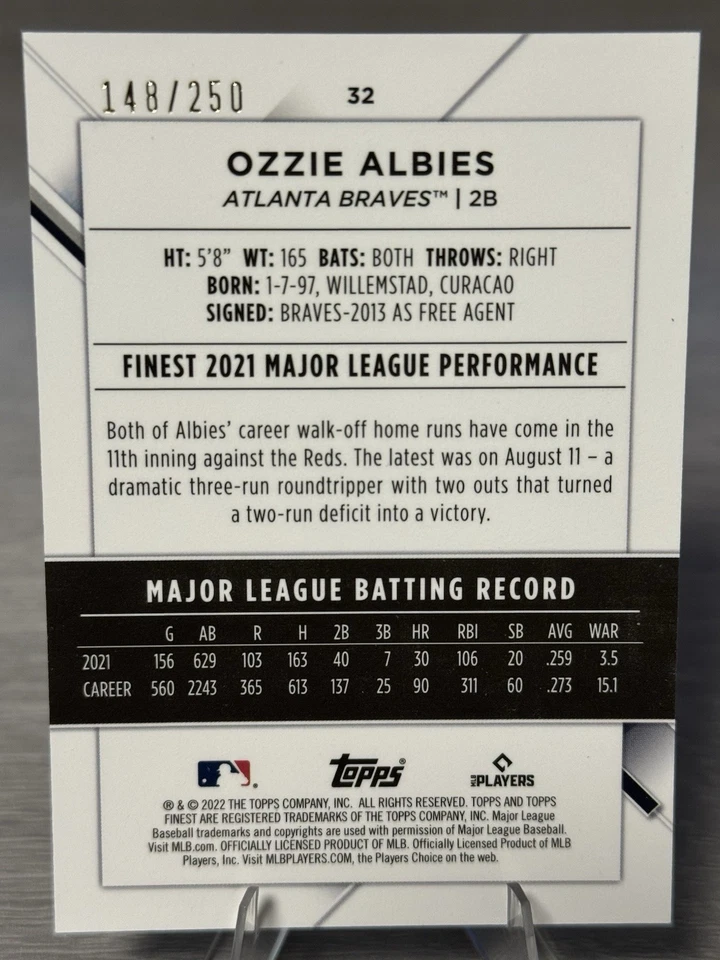 148/250
32
OZZIE ALBIES
ATLANTA BRAVES™ | 2B
HT: 5'8" WT: 165 BATS: BOTH THROWS: RIGHT
BORN: 1-7-97, WILLEMSTAD, CURACAO
SIGNED: BRAVES-2013 AS FREE AGENT
FINEST 2021 MAJOR LEAGUE PERFORMANCE
Both of Albies' career walk-off home runs have come in the
11th inning against the Reds. The latest was on August 11 – a
dramatic three-run roundtripper with two outs that turned
a two-run deficit into a victory.
MAJOR LEAGUE BATTING RECORD
G AB R H 2B 3B HR RBI SB AVG WAR
2021 156 629 103 163 40 7 30 106 20 .259 3.5
CAREER 560 2243 365 613 137 25 90 311 60 .273 15.1
Topps®
MLB PLAYERS
® & © 2022 THE TOPPS COMPANY, INC. ALL RIGHTS RESERVED. TOPPS AND TOPPS
FINEST ARE REGISTERED TRADEMARKS OF THE TOPPS COMPANY, INC. Major League
Baseball trademarks and copyrights are used with permission of Major League Baseball.
Visit MLB.com. OFFICIALLY LICENSED PRODUCT OF MLB. Officially Licensed Product of MLB
Players, Inc. Visit MLBPLAYERS.COM, the Players Choice on the web.